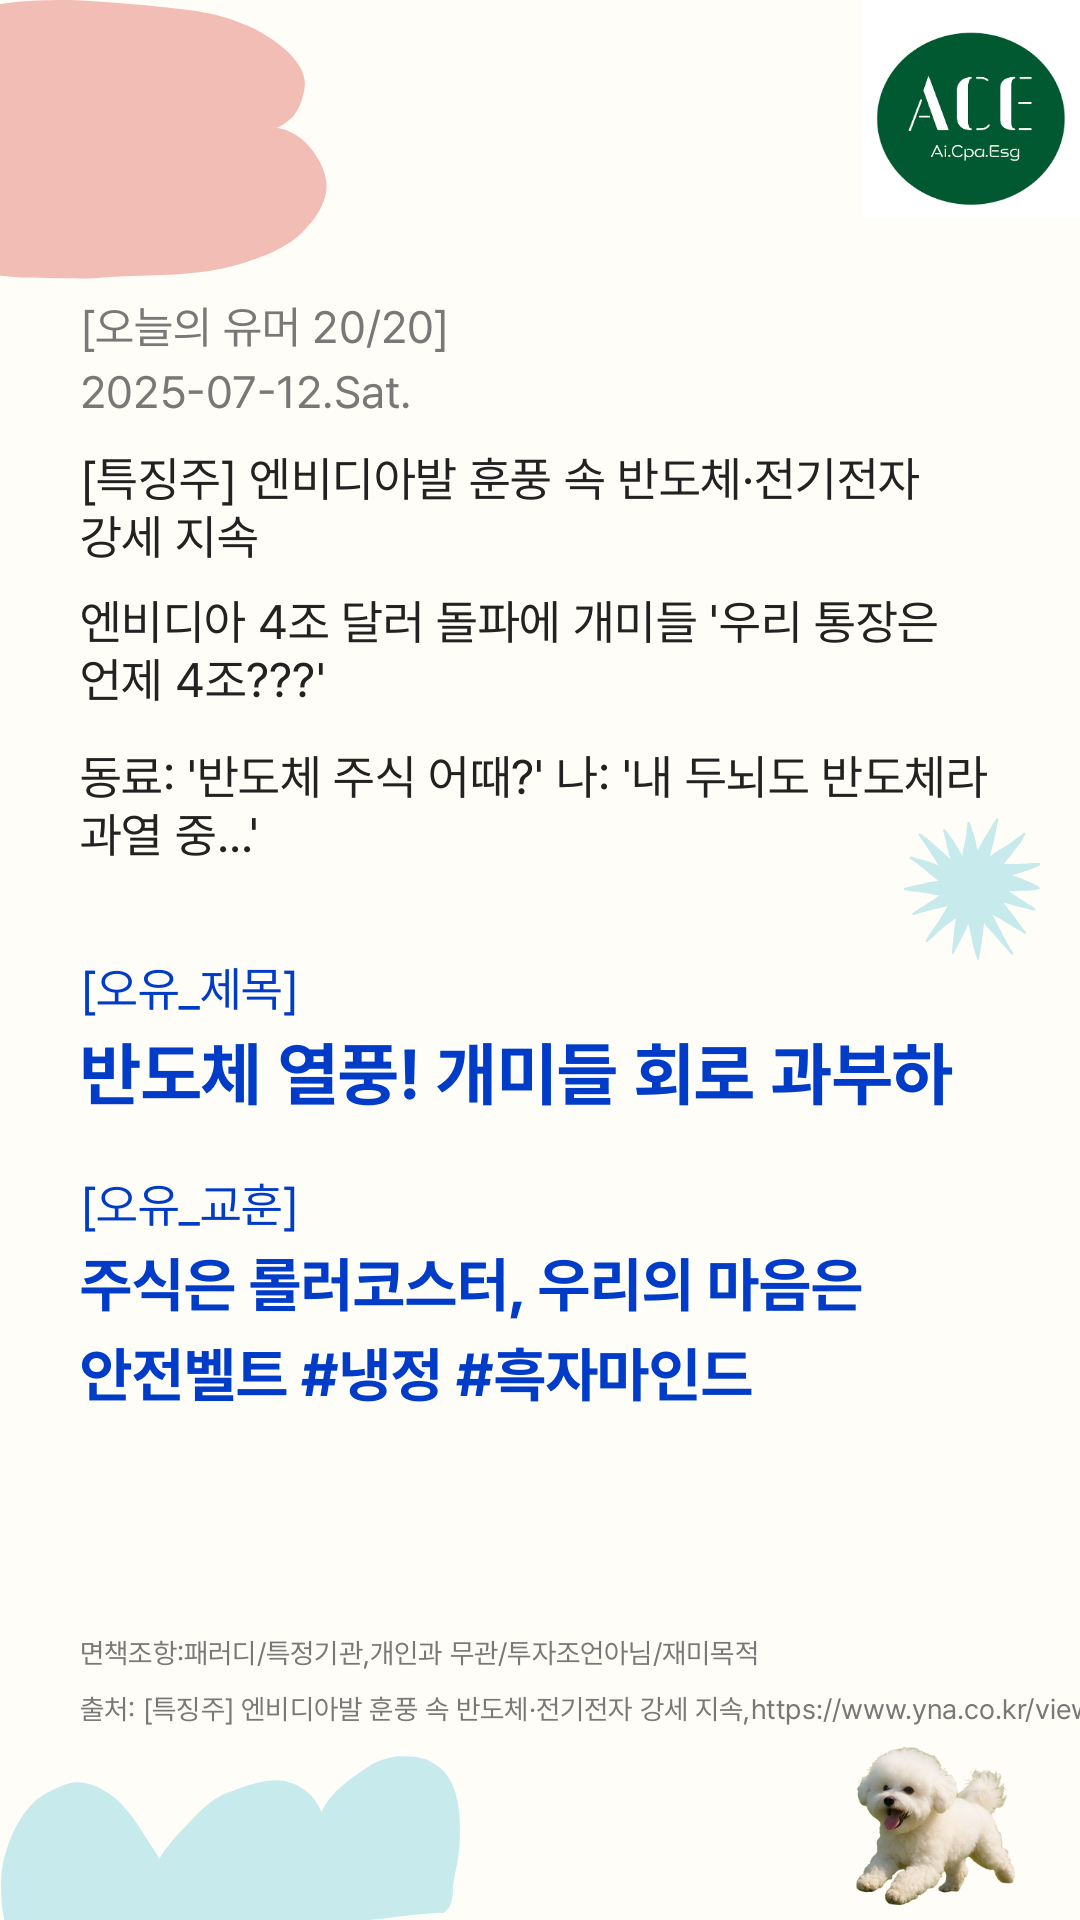 ACE
Ai.Cpa.Esg
[오늘의 유머 20/20]
2025-07-12.Sat.
[특징주] 엔비디아발 훈풍 속 반도체·전기전자
강세 지속
엔비디아 4조 달러 돌파에 개미들 '우리 통장은
언제 4조???'
동료: '반도체 주식 어때?' 나: '내 두뇌도 반도체라
과열 중...'
[오유_제목]
반도체 열풍! 개미들 회로 과부하
[오유_교훈]
주식은 롤러코스터, 우리의 마음은
안전벨트 #냉정 #흑자마인드
면책조항:패러디/특정기관,개인과 무관/투자조언아님/재미목적
출처: [특징주] 엔비디아발 훈풍 속 반도체·전기전자 강세 지속,https://www.yna.co.kr/view